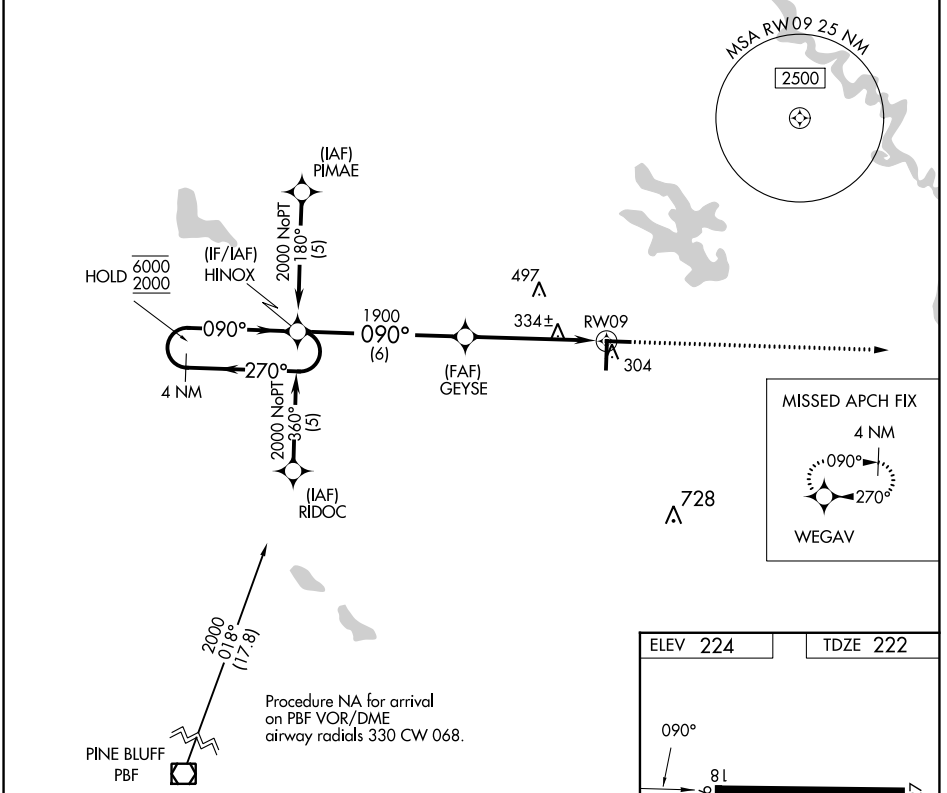 MSA RW09 25 NM
2500
(IAF)
PIMAE
2000 NoPT
180°
(5)
(IF/IAF)
HINOX
HOLD 6000
2000
090°
270°
4 NM
1900
090°
(6)
(FAF)
GEYSE
497
334±
RW09
304
2000 NoPT
360°
(5)
(IAF)
RIDOC
728
MISSED APCH FIX
4 NM
090°
270°
WEGAV
2000
018°
(17.8)
Procedure NA for arrival
on PBF VOR/DME
airway radials 330 CW 068.
PINE BLUFF
PBF
ELEV 224
TDZE 222
090°
18